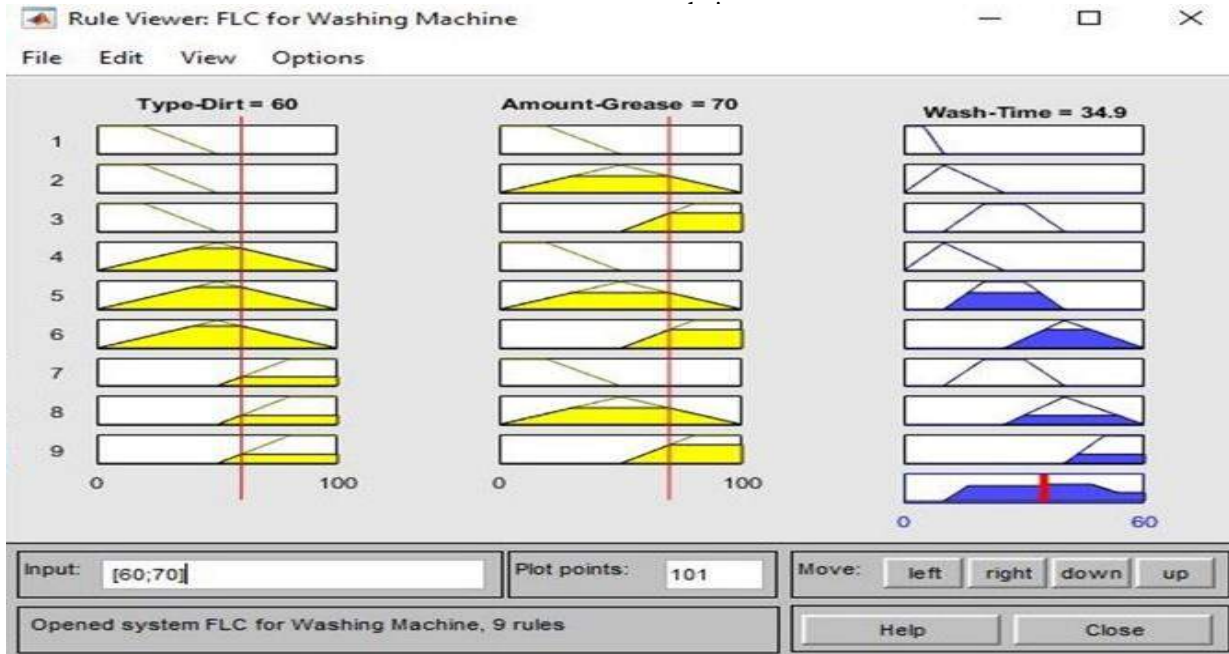 Rule Viewer: FLC for Washing Machine
File Edit View Options
Type-Dirt = 60
Amount-Grease = 70
Wash-Time = 34.9
1
2
3
4
5
6
7
8
9
0 100
0 100
0 60
Input: [60;70]
Plot points: 101
Move: left right down up
Opened system FLC for Washing Machine, 9 rules
Help Close